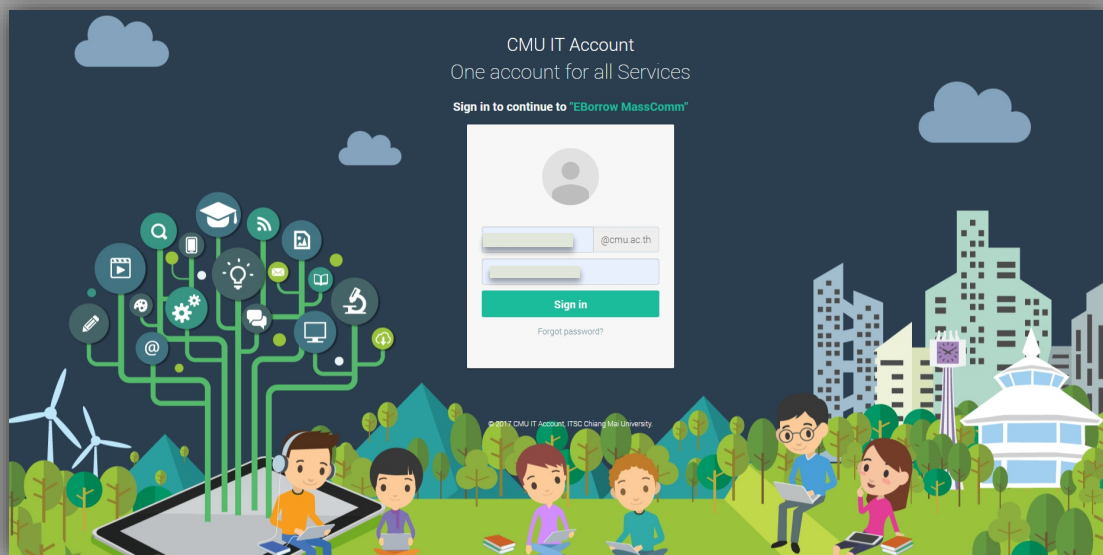 CMU IT Account
One account for all Services
Sign in to continue to "EBorrow MassComm"
@cmu.ac.th
Sign in
Forgot password?
© 2017 CMU IT Account, ITSC Chiang Mai University.
@